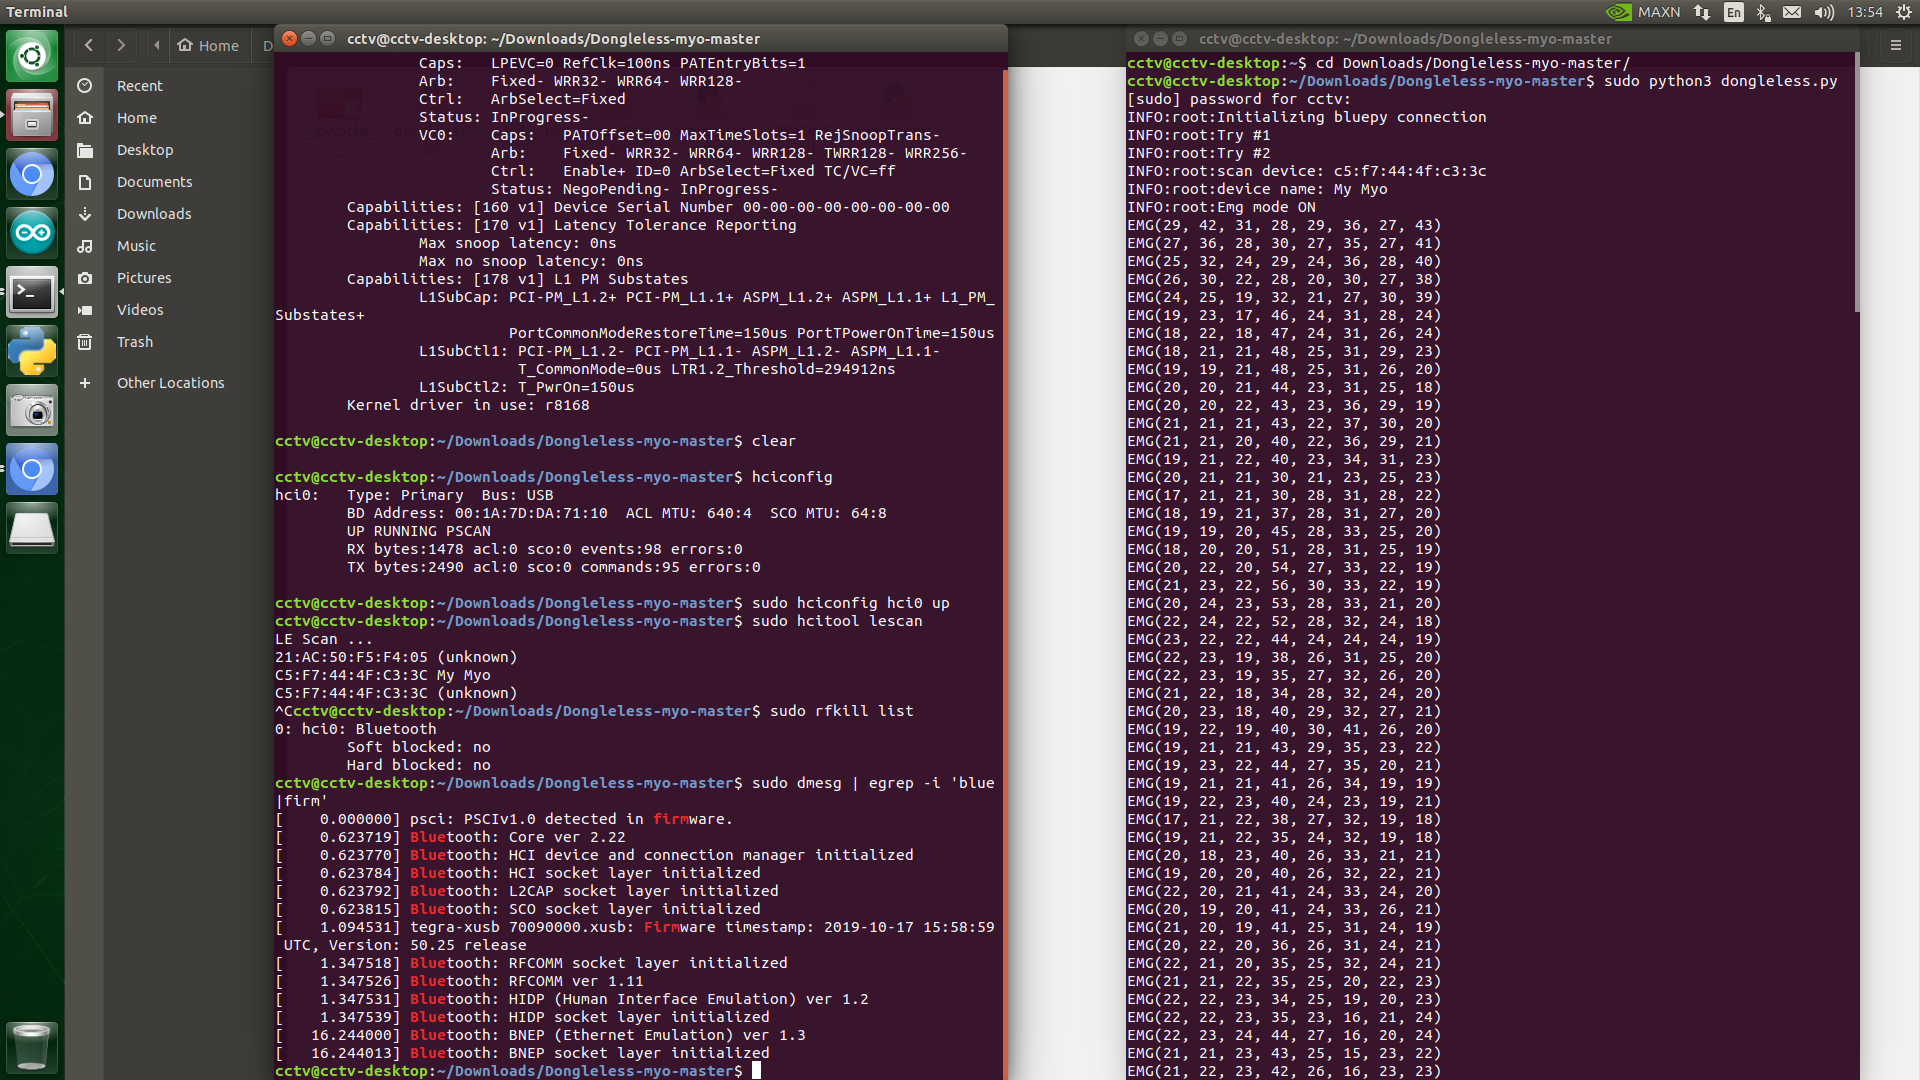 Terminal
MAXN
En
13:54
Home
D
Recent
Home
Desktop
Documents
Downloads
Music
Pictures
Videos
Trash
Other Locations
cctv@cctv-desktop: ~/Downloads/Dongleless-myo-master
Caps: LPEVC=0 RefClk=100ns PATEntryBits=1
Arb: Fixed- WRR32- WRR64- WRR128-
Ctrl: ArbSelect=Fixed
Status: InProgress-
VC0: Caps: PATOffset=00 MaxTimeSlots=1 RejSnoopTrans-
Arb: Fixed- WRR32- WRR64- WRR128- TWRR128- WRR256-
Ctrl: Enable+ ID=0 ArbSelect=Fixed TC/VC=ff
Status: NegoPending- InProgress-
Capabilities: [160 v1] Device Serial Number 00-00-00-00-00-00-00-00
Capabilities: [170 v1] Latency Tolerance Reporting
Max snoop latency: 0ns
Max no snoop latency: 0ns
Capabilities: [178 v1] L1 PM Substates
L1SubCap: PCI-PM_L1.2+ PCI-PM_L1.1+ ASPM_L1.2+ ASPM_L1.1+ L1_PM_
Substates+
PortCommonModeRestoreTime=150us PortTPowerOnTime=150us
L1SubCtl1: PCI-PM_L1.2- PCI-PM_L1.1- ASPM_L1.2- ASPM_L1.1-
T_CommonMode=0us LTR1.2_Threshold=294912ns
L1SubCtl2: T_PwrOn=150us
Kernel driver in use: r8168
cctv@cctv-desktop:~/Downloads/Dongleless-myo-master$ clear
cctv@cctv-desktop:~/Downloads/Dongleless-myo-master$ hciconfig
hci0: Type: Primary Bus: USB
BD Address: 00:1A:7D:DA:71:10 ACL MTU: 640:4 SCO MTU: 64:8
UP RUNNING PSCAN
RX bytes:1478 acl:0 sco:0 events:98 errors:0
TX bytes:2490 acl:0 sco:0 commands:95 errors:0
cctv@cctv-desktop:~/Downloads/Dongleless-myo-master$ sudo hciconfig hci0 up
cctv@cctv-desktop:~/Downloads/Dongleless-myo-master$ sudo hcitool lescan
LE Scan ...
21:AC:50:F5:F4:05 (unknown)
C5:F7:44:4F:C3:3C My Myo
C5:F7:44:4F:C3:3C (unknown)
^Ccctv@cctv-desktop:~/Downloads/Dongleless-myo-master$ sudo rfkill list
0: hci0: Bluetooth
Soft blocked: no
Hard blocked: no
cctv@cctv-desktop:~/Downloads/Dongleless-myo-master$ sudo dmesg | egrep -i 'blue
|firm'
[ 0.000000] psci: PSCIv1.0 detected in firmware.
[ 0.623719] Bluetooth: Core ver 2.22
[ 0.623770] Bluetooth: HCI device and connection manager initialized
[ 0.623784] Bluetooth: HCI socket layer initialized
[ 0.623792] Bluetooth: L2CAP socket layer initialized
[ 0.623815] Bluetooth: SCO socket layer initialized
[ 1.094531] tegra-xusb 70090000.xusb: Firmware timestamp: 2019-10-17 15:58:59
UTC, Version: 50.25 release
[ 1.347518] Bluetooth: RFCOMM socket layer initialized
[ 1.347526] Bluetooth: RFCOMM ver 1.11
[ 1.347531] Bluetooth: HIDP (Human Interface Emulation) ver 1.2
[ 1.347539] Bluetooth: HIDP socket layer initialized
[ 16.244000] Bluetooth: BNEP (Ethernet Emulation) ver 1.3
[ 16.244013] Bluetooth: BNEP socket layer initialized
cctv@cctv-desktop:~/Downloads/Dongleless-myo-master$
cctv@cctv-desktop: ~/Downloads/Dongleless-myo-master
cctv@cctv-desktop:~$ cd Downloads/Dongleless-myo-master/
cctv@cctv-desktop:~/Downloads/Dongleless-myo-master$ sudo python3 dongleless.py
[sudo] password for cctv:
INFO:root:Initializing bluepy connection
INFO:root:Try #1
INFO:root:Try #2
INFO:root:scan device: c5:f7:44:4f:c3:3c
INFO:root:device name: My Myo
INFO:root:Emg mode ON
EMG(29, 42, 31, 28, 29, 36, 27, 43)
EMG(27, 36, 28, 30, 27, 35, 27, 41)
EMG(25, 32, 24, 29, 24, 36, 28, 40)
EMG(26, 30, 22, 28, 20, 30, 27, 38)
EMG(24, 25, 19, 32, 21, 27, 30, 39)
EMG(19, 23, 17, 46, 24, 31, 28, 24)
EMG(18, 22, 18, 47, 24, 31, 26, 24)
EMG(18, 21, 21, 48, 25, 31, 29, 23)
EMG(19, 19, 21, 48, 25, 31, 26, 20)
EMG(20, 20, 21, 44, 23, 31, 25, 18)
EMG(20, 20, 22, 43, 23, 36, 29, 19)
EMG(21, 21, 21, 43, 22, 37, 30, 20)
EMG(21, 21, 20, 40, 22, 36, 29, 21)
EMG(19, 21, 22, 40, 23, 34, 31, 23)
EMG(20, 21, 21, 30, 21, 23, 25, 23)
EMG(17, 21, 21, 30, 28, 31, 28, 22)
EMG(18, 19, 21, 37, 28, 31, 27, 20)
EMG(19, 19, 20, 45, 28, 33, 25, 20)
EMG(18, 20, 20, 51, 28, 31, 25, 19)
EMG(20, 22, 20, 54, 27, 33, 22, 19)
EMG(21, 23, 22, 56, 30, 33, 22, 19)
EMG(20, 24, 23, 53, 28, 33, 21, 20)
EMG(22, 24, 22, 52, 28, 32, 24, 18)
EMG(23, 22, 22, 44, 24, 24, 24, 19)
EMG(22, 23, 19, 38, 26, 31, 25, 20)
EMG(22, 23, 19, 35, 27, 32, 26, 20)
EMG(21, 22, 18, 34, 28, 32, 24, 20)
EMG(20, 23, 18, 40, 29, 32, 27, 21)
EMG(19, 22, 19, 40, 30, 41, 26, 20)
EMG(19, 21, 21, 43, 29, 35, 23, 22)
EMG(19, 23, 22, 44, 27, 35, 20, 21)
EMG(19, 21, 21, 41, 26, 34, 19, 19)
EMG(19, 22, 23, 40, 24, 23, 19, 21)
EMG(17, 21, 22, 38, 27, 32, 19, 18)
EMG(19, 21, 22, 35, 24, 32, 19, 18)
EMG(20, 18, 23, 40, 26, 33, 21, 21)
EMG(19, 20, 20, 40, 26, 32, 22, 21)
EMG(22, 20, 21, 41, 24, 33, 24, 20)
EMG(20, 19, 20, 41, 24, 33, 26, 21)
EMG(21, 20, 19, 41, 25, 31, 24, 19)
EMG(20, 22, 20, 36, 26, 31, 24, 21)
EMG(22, 21, 20, 35, 25, 32, 24, 21)
EMG(21, 21, 22, 35, 25, 20, 22, 23)
EMG(22, 22, 23, 34, 25, 19, 20, 23)
EMG(22, 22, 23, 35, 23, 16, 21, 24)
EMG(22, 23, 24, 44, 27, 16, 20, 24)
EMG(21, 21, 23, 43, 25, 15, 23, 22)
EMG(21, 22, 23, 42, 26, 16, 23, 23)